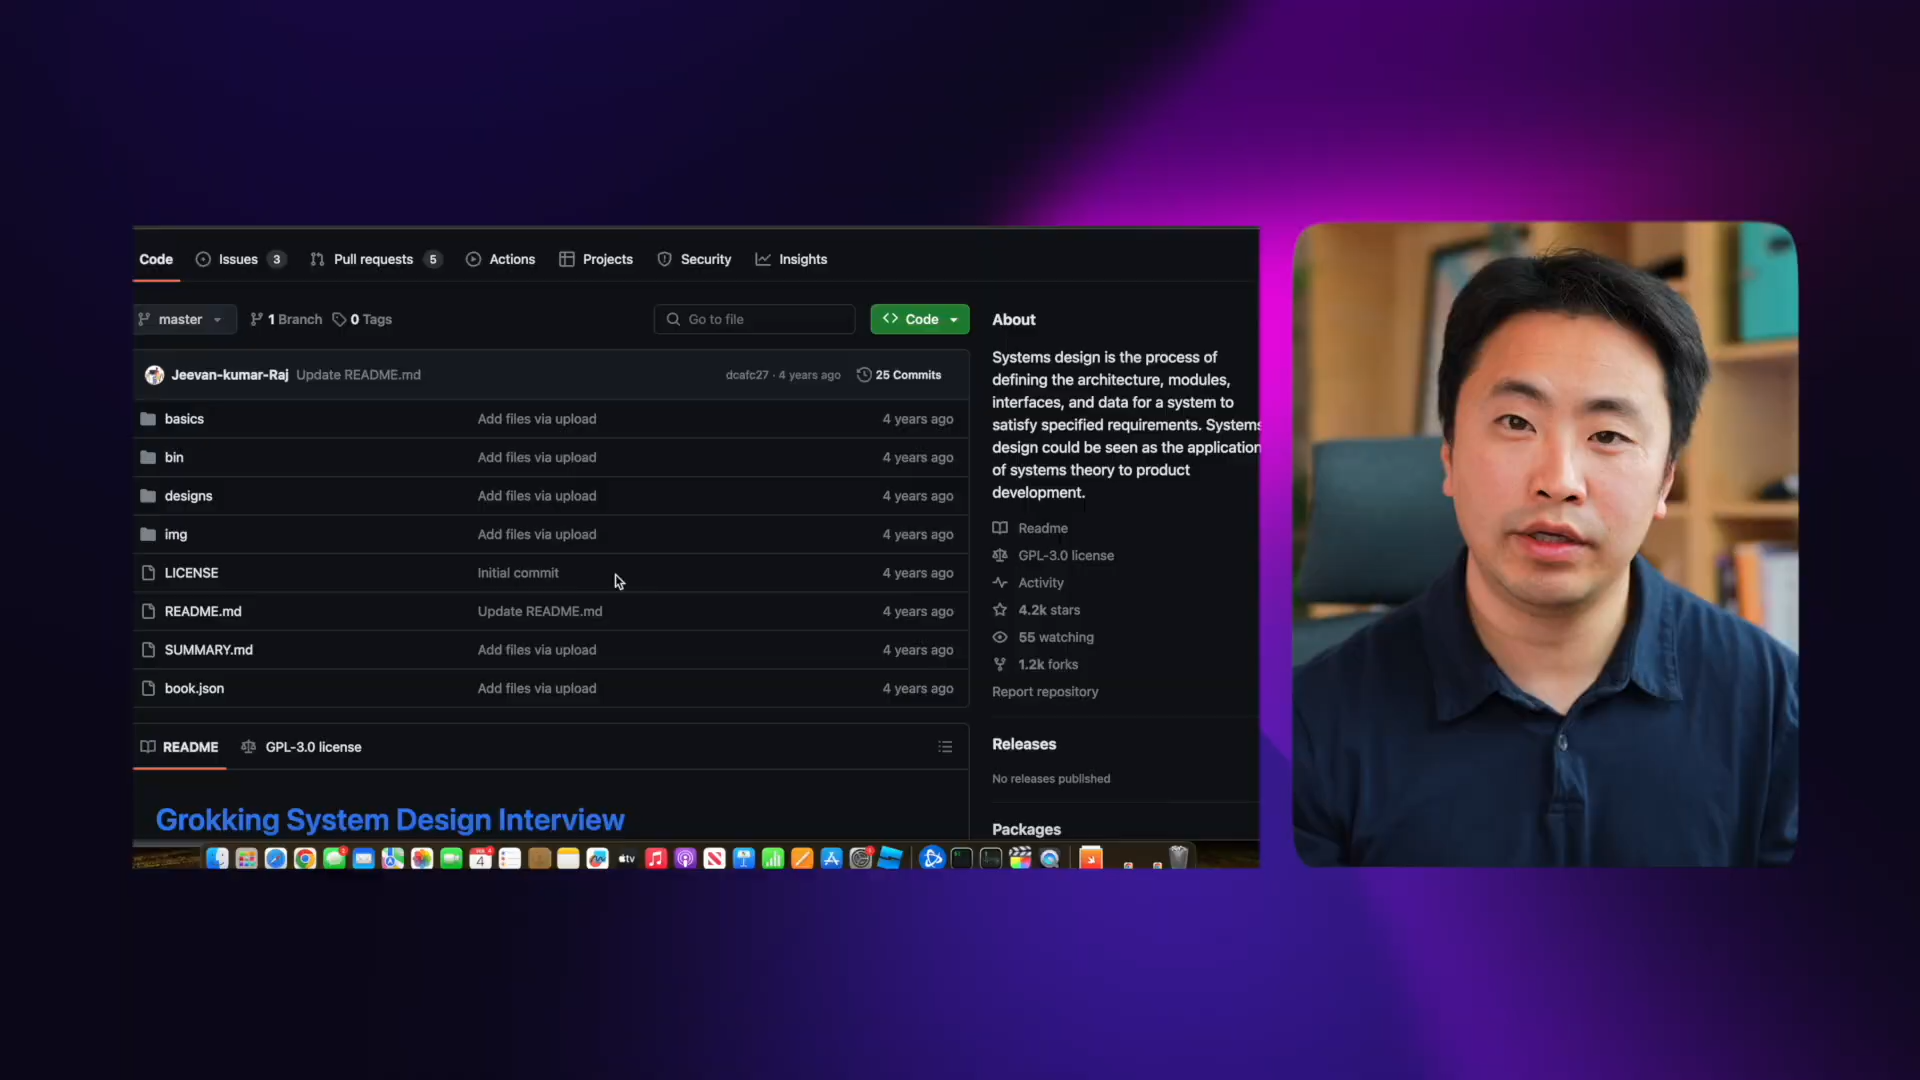 Code Issues 3 Pull requests 5 Actions Projects Security Insights
master 1 Branch 0 Tags Go to file Code
Jeevan-kumar-Raj Update README.md dcafc27 · 4 years ago 25 Commits
basics Add files via upload 4 years ago
bin Add files via upload 4 years ago
designs Add files via upload 4 years ago
img Add files via upload 4 years ago
LICENSE Initial commit 4 years ago
README.md Update README.md 4 years ago
SUMMARY.md Add files via upload 4 years ago
book.json Add files via upload 4 years ago
README GPL-3.0 license
Grokking System Design Interview
About
Systems design is the process of
defining the architecture, modules,
interfaces, and data for a system to
satisfy specified requirements. Systems
design could be seen as the application
of systems theory to product
development.
Readme
GPL-3.0 license
Activity
4.2k stars
55 watching
1.2k forks
Report repository
Releases
No releases published
Packages
4 tv